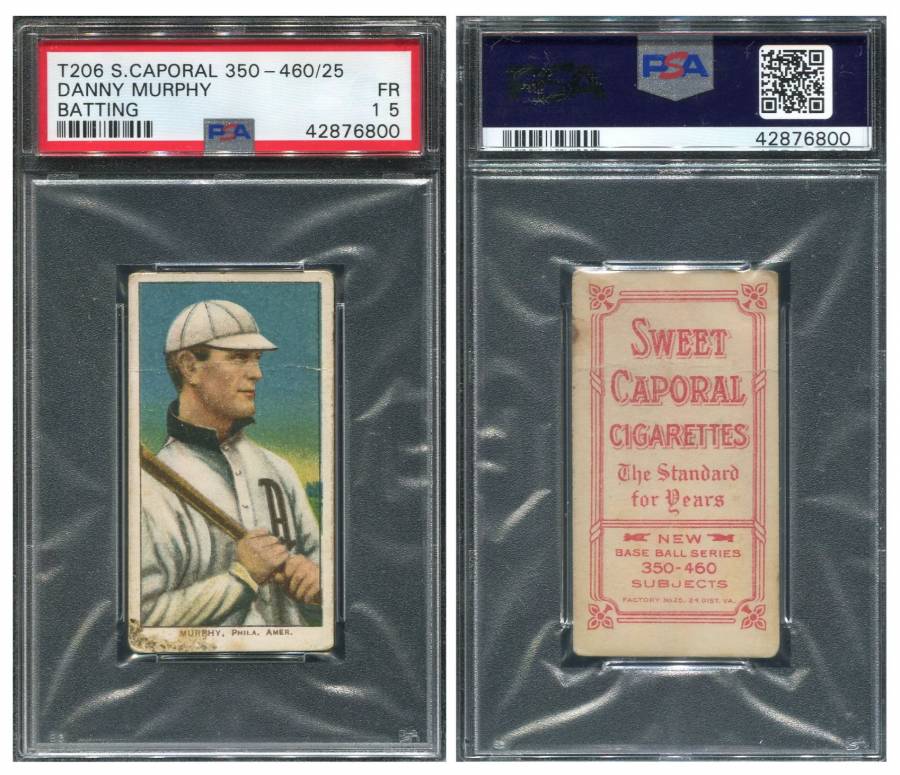 T206 S.CAPORAL 350-460/25
DANNY MURPHY FR
BATTING 1 5
PSA 42876800
A
MURPHY, PHILA. AMER.
PSA
PSA
42876800
SWEET
CAPORAL
CIGARETTES
The Standard
for Years
NEW
BASE BALL SERIES
350-460
SUBJECTS
FACTORY No 25, 2d DIST. VA.